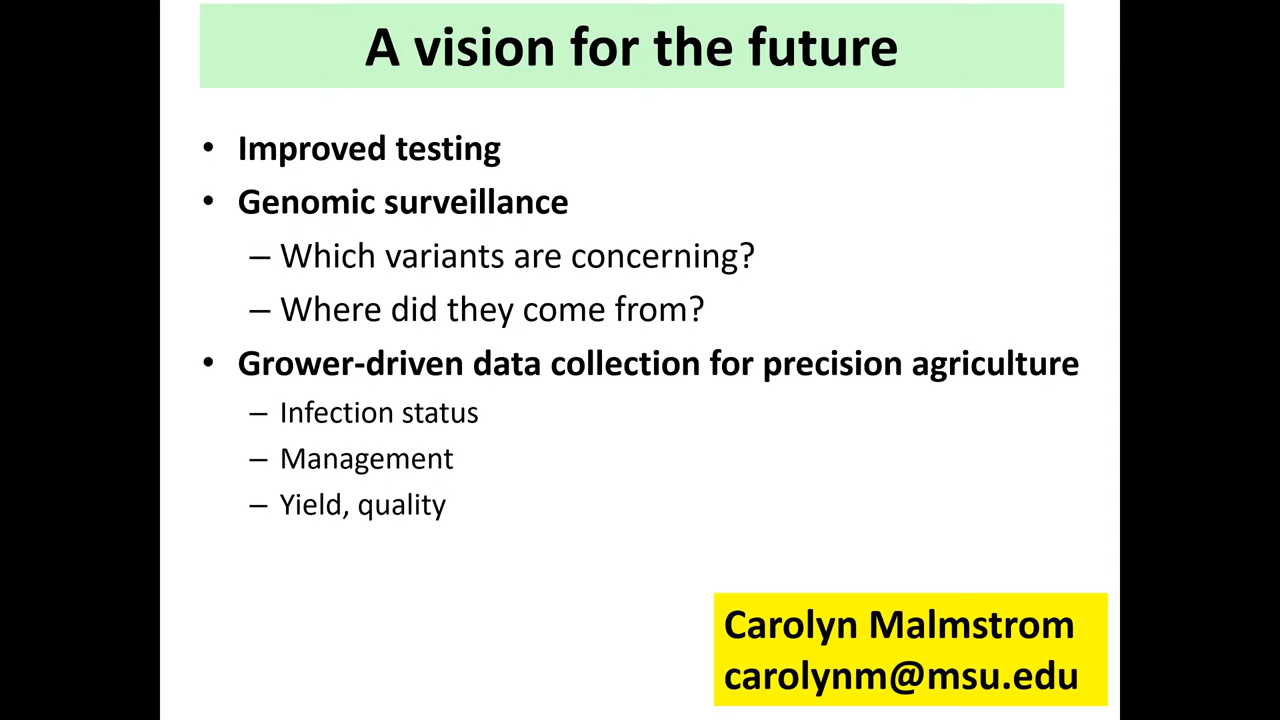 A vision for the future
• Improved testing
• Genomic surveillance
– Which variants are concerning?
– Where did they come from?
• Grower-driven data collection for precision agriculture
– Infection status
– Management
– Yield, quality
Carolyn Malmstrom
carolynm@msu.edu